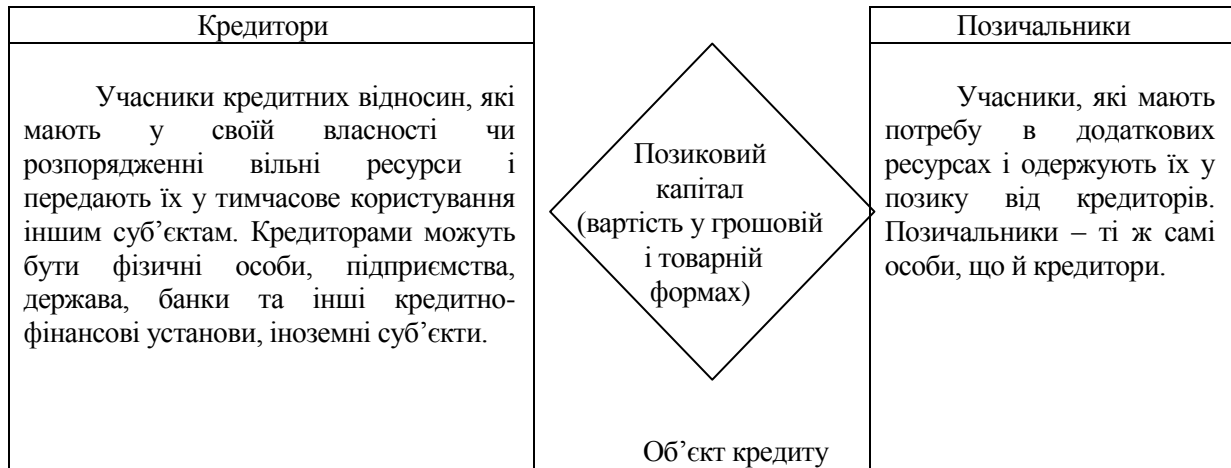 Кредитори
Учасники кредитних відносин, які
мають у своїй власності чи
розпорядженні вільні ресурси і
передають їх у тимчасове користування
іншим суб’єктам. Кредиторами можуть
бути фізичні особи, підприємства,
держава, банки та інші кредитно-
фінансові установи, іноземні суб’єкти.
Позиковий
капітал
(вартість у грошовій
і товарній
формах)
Об’єкт кредиту
Позичальники
Учасники, які мають
потребу в додаткових
ресурсах і одержують їх у
позику від кредиторів.
Позичальники – ті ж самі
особи, що й кредитори.